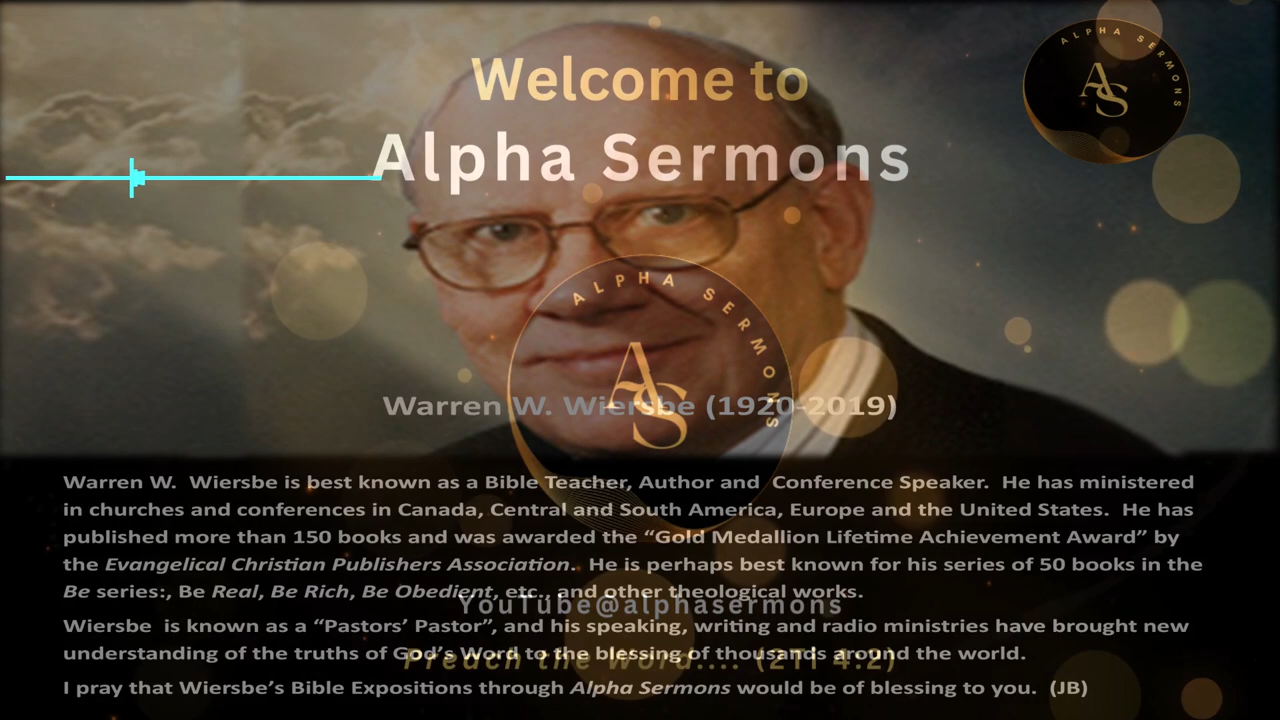 Welcome to
ALPHA SERMONS
AS
Alpha Sermons
ALPHA SERMONS
AS
Warren W. Wiersbe (1920-2019)
Warren W.  Wiersbe is best known as a Bible Teacher, Author and  Conference Speaker.  He has ministered
in churches and conferences in Canada, Central and South America, Europe and the United States.  He has
published more than 150 books and was awarded the “Gold Medallion Lifetime Achievement Award” by
the Evangelical Christian Publishers Association.  He is perhaps best known for his series of 50 books in the
Be series:, Be Real, Be Rich, Be Obedient, etc., and other theological works.
YouTube@alphasermons
Wiersbe  is known as a “Pastors’ Pastor”, and his speaking, writing and radio ministries have brought new
understanding of the truths of God’s Word to the blessing of thousands around the world.
Preach the Word.... (2Ti 4:2)
I pray that Wiersbe’s Bible Expositions through Alpha Sermons would be of blessing to you.  (JB)